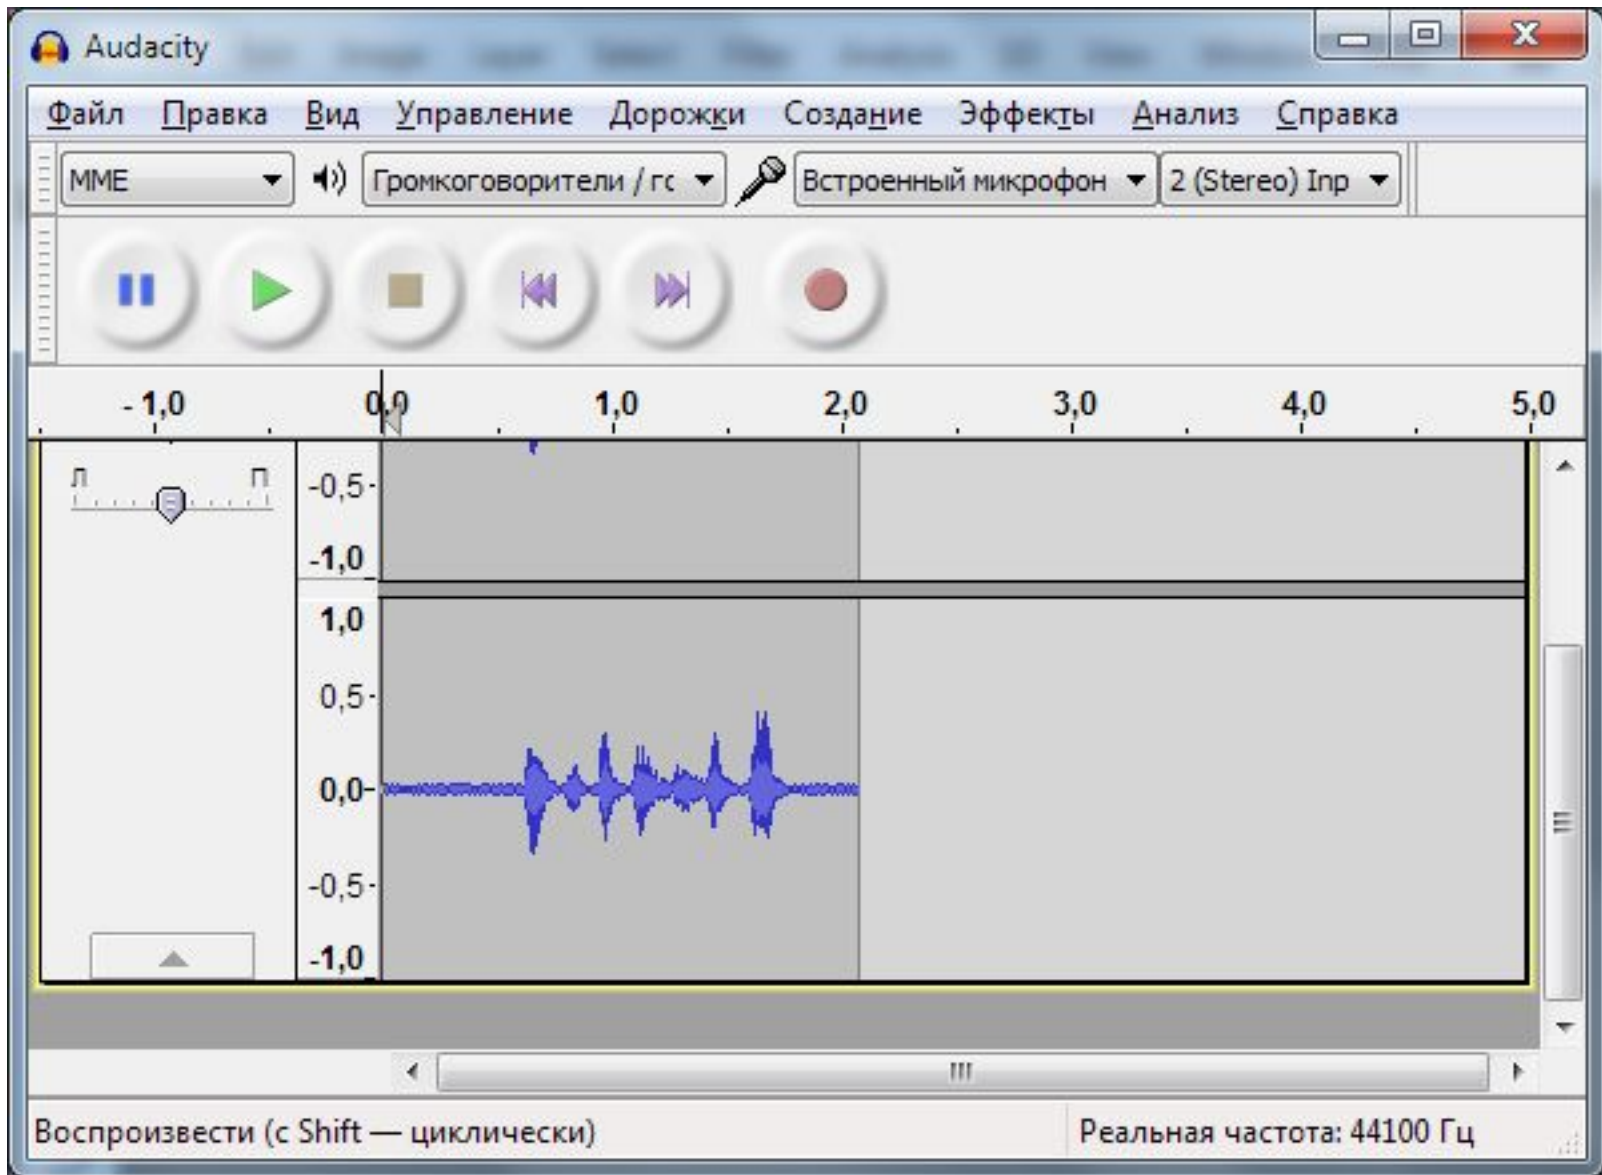 Audacity
Файл Правка Вид Управление Дорожки Создание Эффекты Анализ Справка
MME Громкоговорители / гс Встроенный микрофон 2 (Stereo) Inp
- 1,0 0,0 1,0 2,0 3,0 4,0 5,0
Л П
-0,5
-1,0
1,0
0,5
0,0
-0,5
-1,0
Воспроизвести (с Shift — циклически) Реальная частота: 44100 Гц